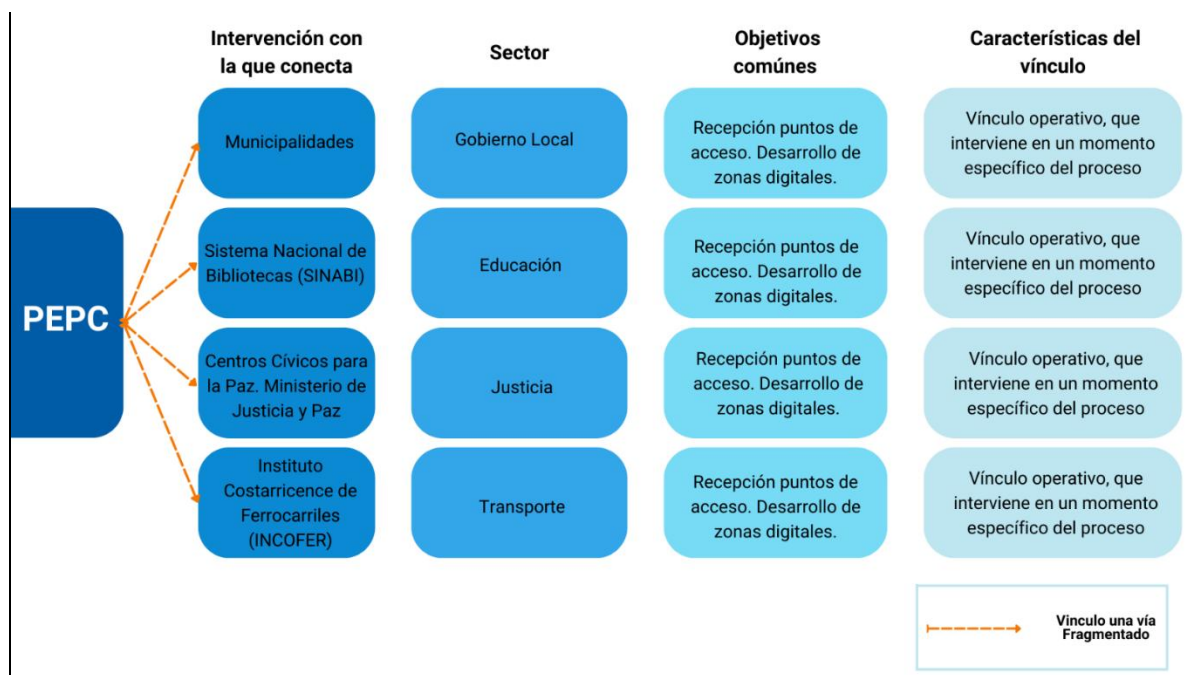 Intervención con
la que conecta
Sector
Objetivos
comúnes
Características del
vínculo
PEPC
Municipalidades
Gobierno Local
Recepción puntos de
acceso. Desarrollo de
zonas digitales.
Vínculo operativo, que
interviene en un momento
específico del proceso
Sistema Nacional de
Bibliotecas (SINABI)
Educación
Recepción puntos de
acceso. Desarrollo de
zonas digitales.
Vínculo operativo, que
interviene en un momento
específico del proceso
Centros Cívicos para
la Paz. Ministerio de
Justicia y Paz
Justicia
Recepción puntos de
acceso. Desarrollo de
zonas digitales.
Vínculo operativo, que
interviene en un momento
específico del proceso
Instituto
Costarricence de
Ferrocarriles
(INCOFER)
Transporte
Recepción puntos de
acceso. Desarrollo de
zonas digitales.
Vínculo operativo, que
interviene en un momento
específico del proceso
Vinculo una vía
Fragmentado